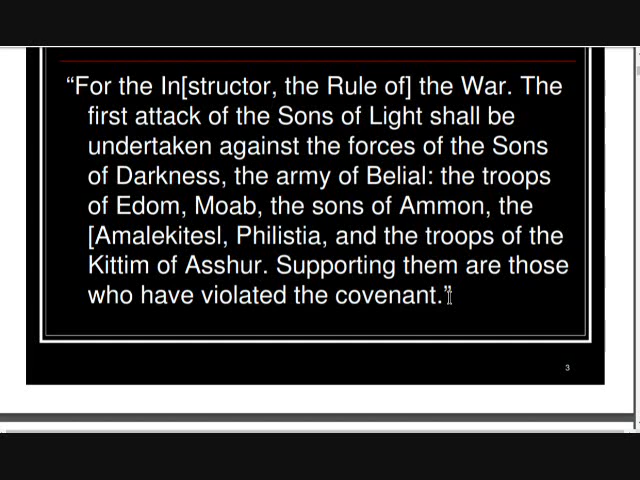 “For the In[structor, the Rule of] the War. The
first attack of the Sons of Light shall be
undertaken against the forces of the Sons
of Darkness, the army of Belial: the troops
of Edom, Moab, the sons of Ammon, the
[Amalekitesl, Philistia, and the troops of the
Kittim of Asshur. Supporting them are those
who have violated the covenant.”
3